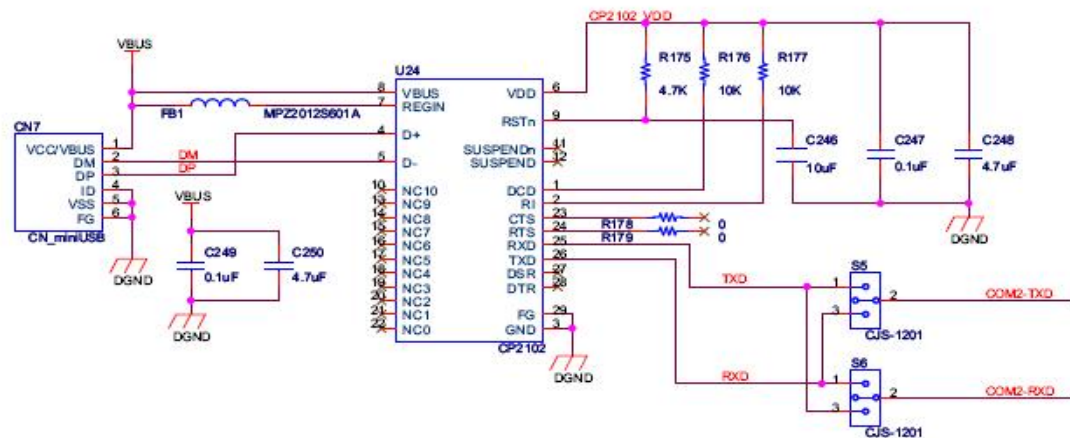 CP2102_VDD
VBUS
U24
R175 R176 R177
4.7K 10K 10K
8 VBUS VDD 6
7 REGIN
FB1 MPZ2012S601A
RSTn 9
CN7
4 D+
VCC/VBUS 1
SUSPENDn 11
C246 C247 C248
DM 2 DM 5 D- SUSPEND 12
10uF 0.1uF 4.7uF
DP 3 DP
ID 4
10 NC10 DCD 1
VSS 5 VBUS
13 NC9 RI 2
FG 6
14 NC8 CTS 23 R178 0
CN_miniUSB
15 NC7 RTS 24 R179 0
DGND
16 NC6 RXD 25
C249 C250
17 NC5 TXD 26
0.1uF 4.7uF
18 NC4 DSR 27
S5
DGND
19 NC3 DTR 28
TXD 1 2 COM2-TXD
20 NC2
3
21 NC1 FG 29
22 NC0 GND 3
CJS-1201
DGND
CP2102
S6
DGND
RXD 1 2 COM2-RXD
3
CJS-1201